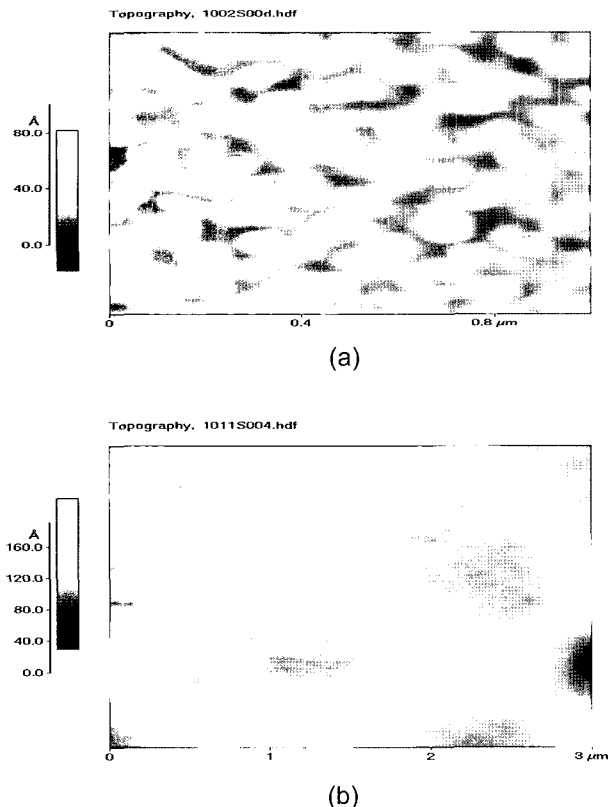 Topography, 1002S00d.hdf
Å
80.0
40.0
0.0
0 0.4 0.8 µm
(a)
Topography, 1011S004.hdf
Å
160.0
120.0
80.0
40.0
0.0
0 1 2 3 µm
(b)